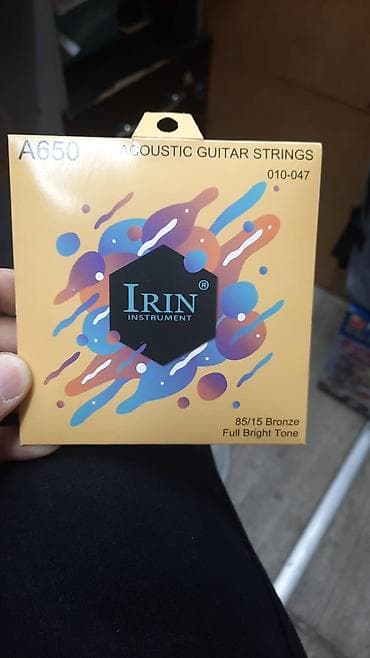 A650 ACOUSTIC GUITAR STRINGS
010-047
IRIN ®
INSTRUMENT
85/15 Bronze
Full Bright Tone